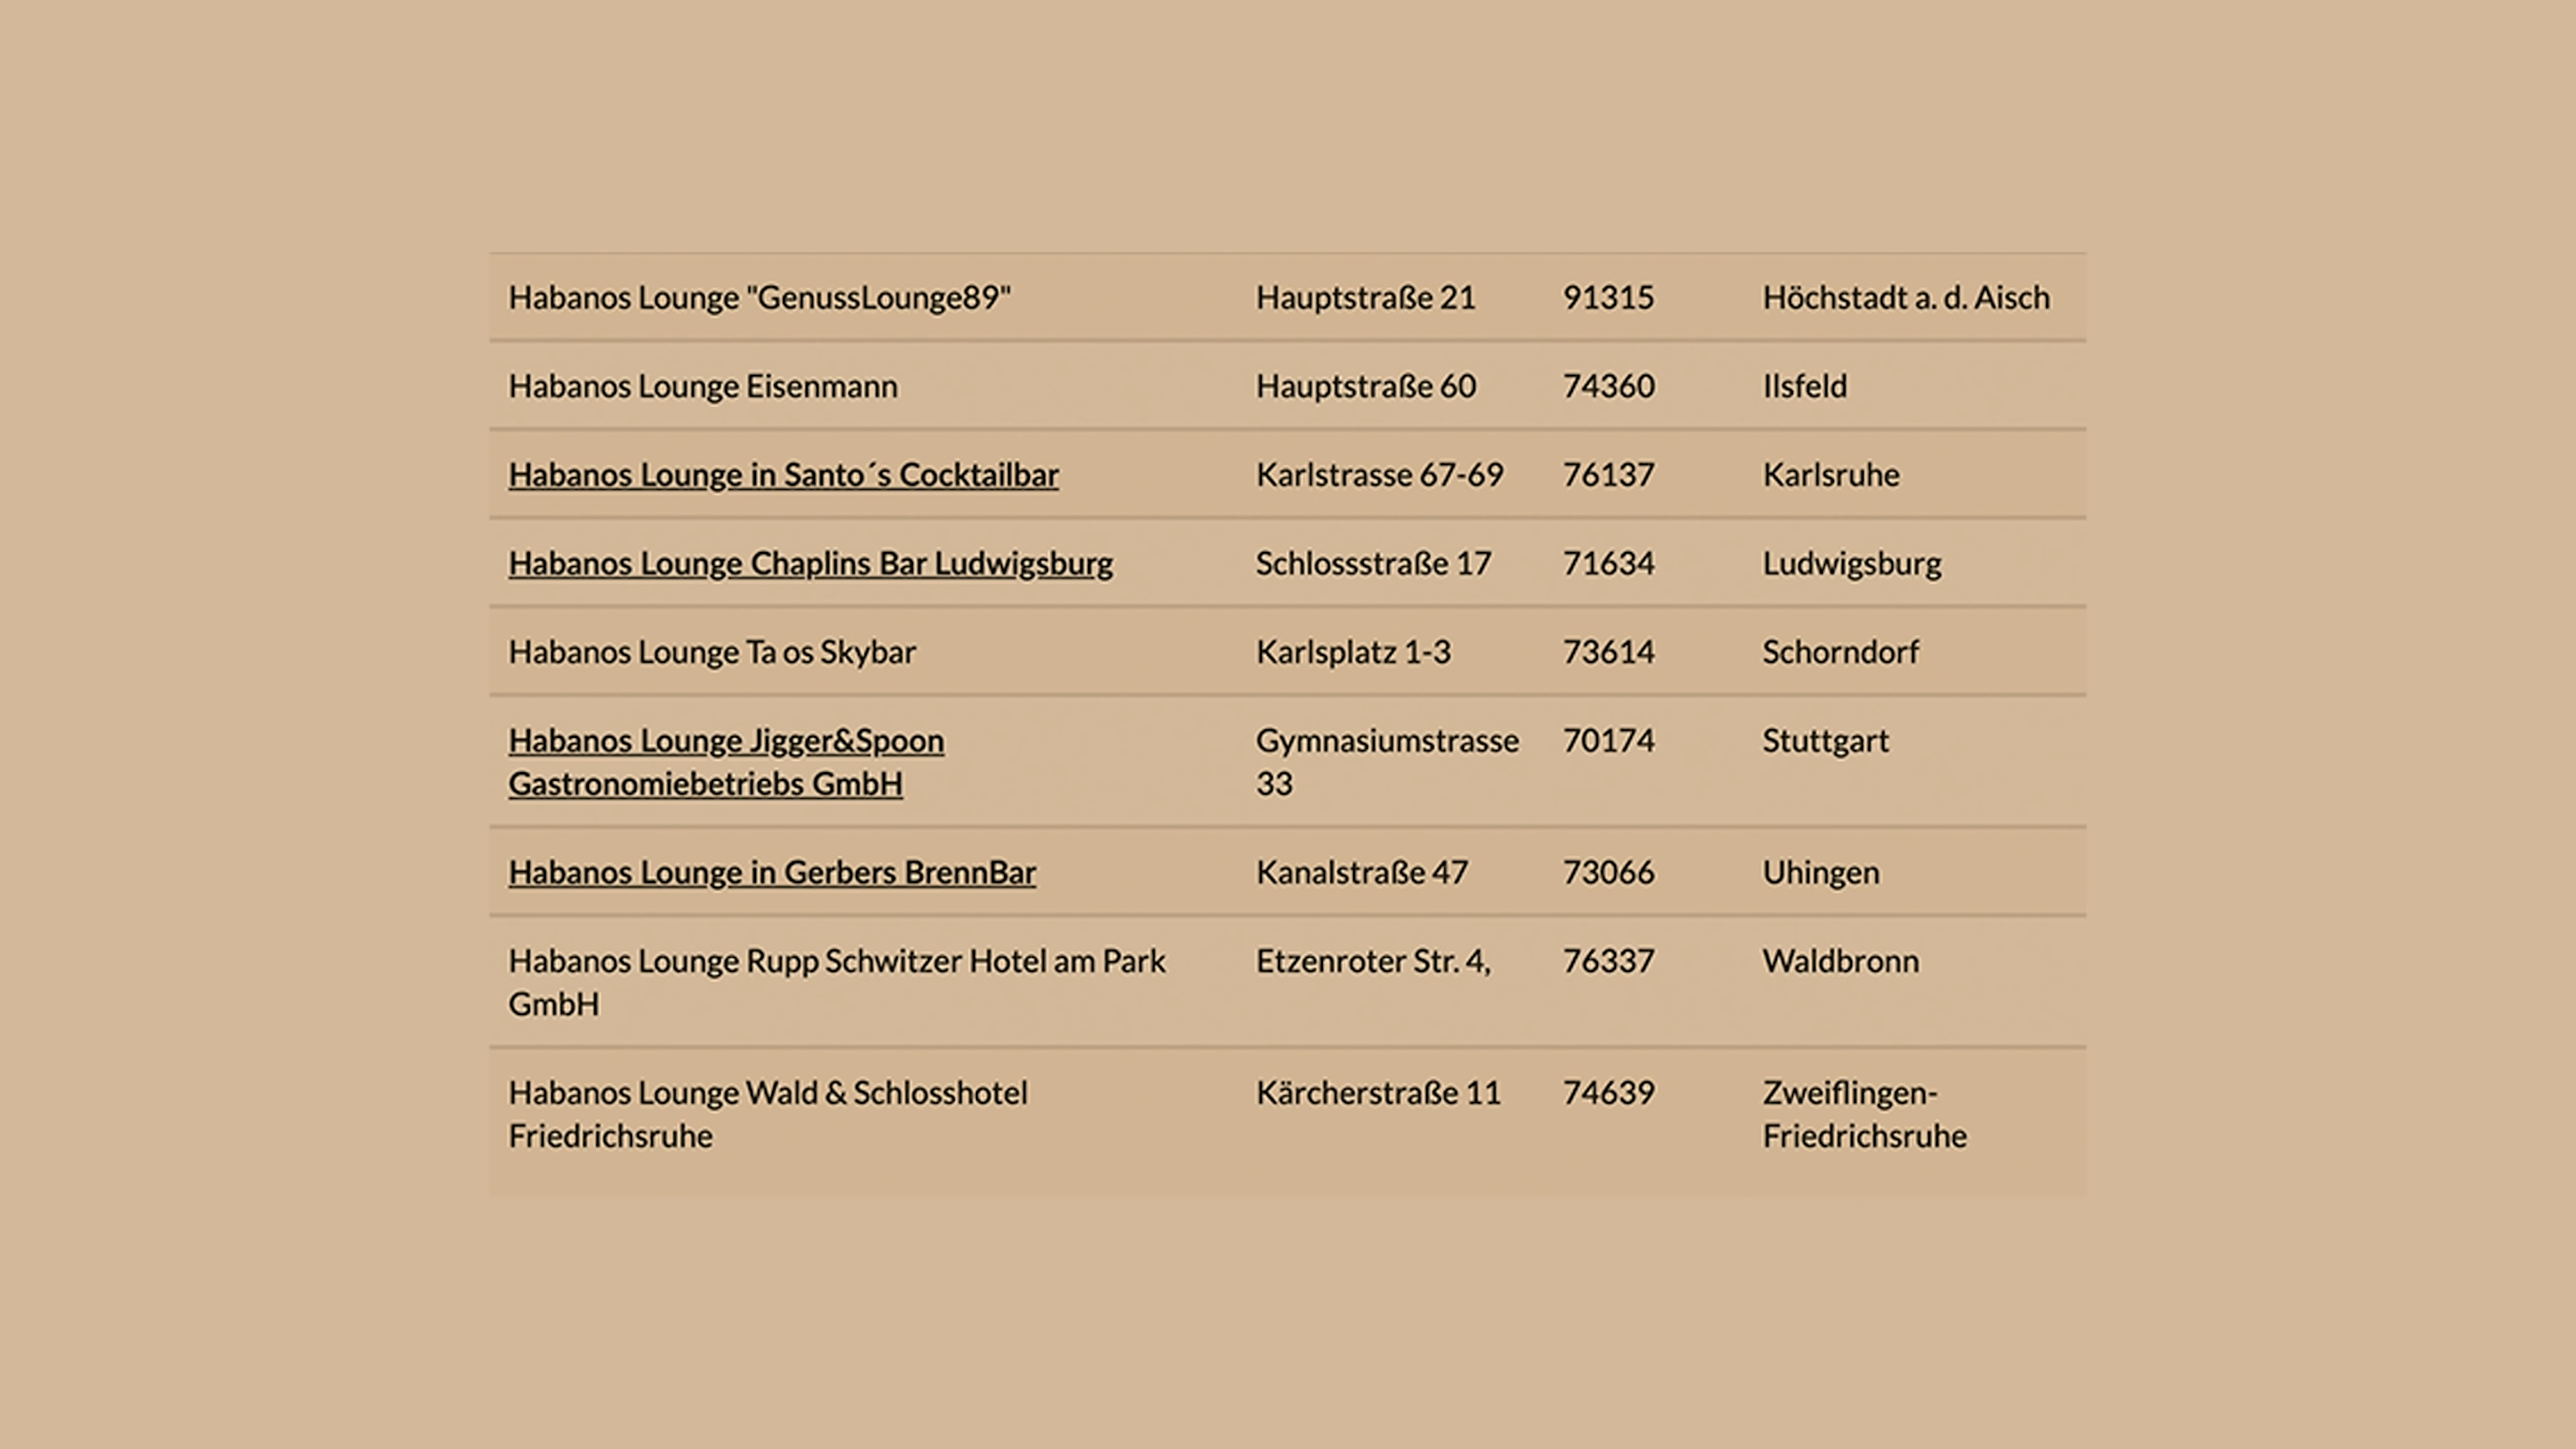 Habanos Lounge "GenussLounge89" Hauptstraße 21 91315 Höchstadt a. d. Aisch
Habanos Lounge Eisenmann Hauptstraße 60 74360 Ilsfeld
Habanos Lounge in Santo´s Cocktailbar Karlstrasse 67-69 76137 Karlsruhe
Habanos Lounge Chaplins Bar Ludwigsburg Schlossstraße 17 71634 Ludwigsburg
Habanos Lounge Ta os Skybar Karlsplatz 1-3 73614 Schorndorf
Habanos Lounge Jigger&Spoon Gymnasiumstrasse 70174 Stuttgart
Gastronomiebetriebs GmbH 33
Habanos Lounge in Gerbers BrennBar Kanalstraße 47 73066 Uhingen
Habanos Lounge Rupp Schwitzer Hotel am Park Etzenroter Str. 4, 76337 Waldbronn
GmbH
Habanos Lounge Wald & Schlosshotel Kärcherstraße 11 74639 Zweiflingen-
Friedrichsruhe Friedrichsruhe